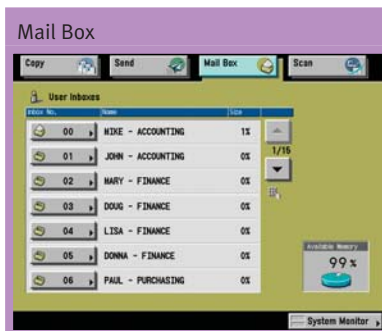 Mail Box
Copy Send Mail Box Scan
User Inboxes
Inbox No. Name Size
00 MIKE - ACCOUNTING 1%
01 JOHN - ACCOUNTING 0%
1/15
02 MARY - FINANCE 0%
03 DOUG - FINANCE 0%
04 LISA - FINANCE 0%
05 DONNA - FINANCE 0%
Available Memory
99 %
06 PAUL - PURCHASING 0%
System Monitor